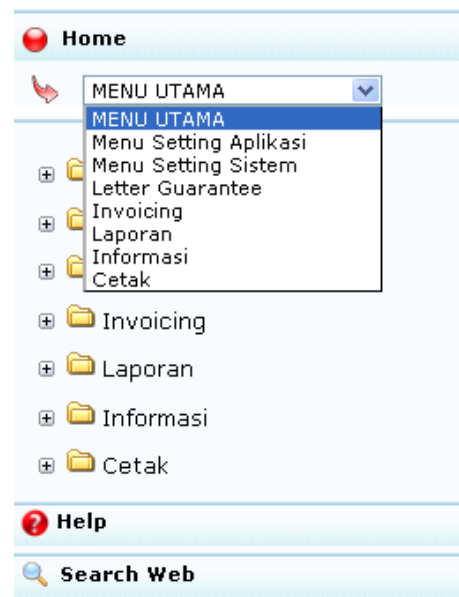 Home
MENU UTAMA
MENU UTAMA
Menu Setting Aplikasi
Menu Setting Sistem
Letter Guarantee
Invoicing
Laporan
Informasi
Cetak
Invoicing
Laporan
Informasi
Cetak
Help
Search Web